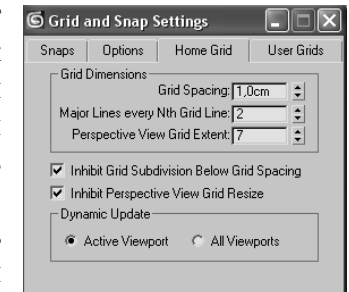 Grid and Snap Settings
Snaps Options Home Grid User Grids
Grid Dimensions
Grid Spacing: 1,0cm
Major Lines every Nth Grid Line: 2
Perspective View Grid Extent: 7
Inhibit Grid Subdivision Below Grid Spacing
Inhibit Perspective View Grid Resize
Dynamic Update
Active Viewport All Viewports